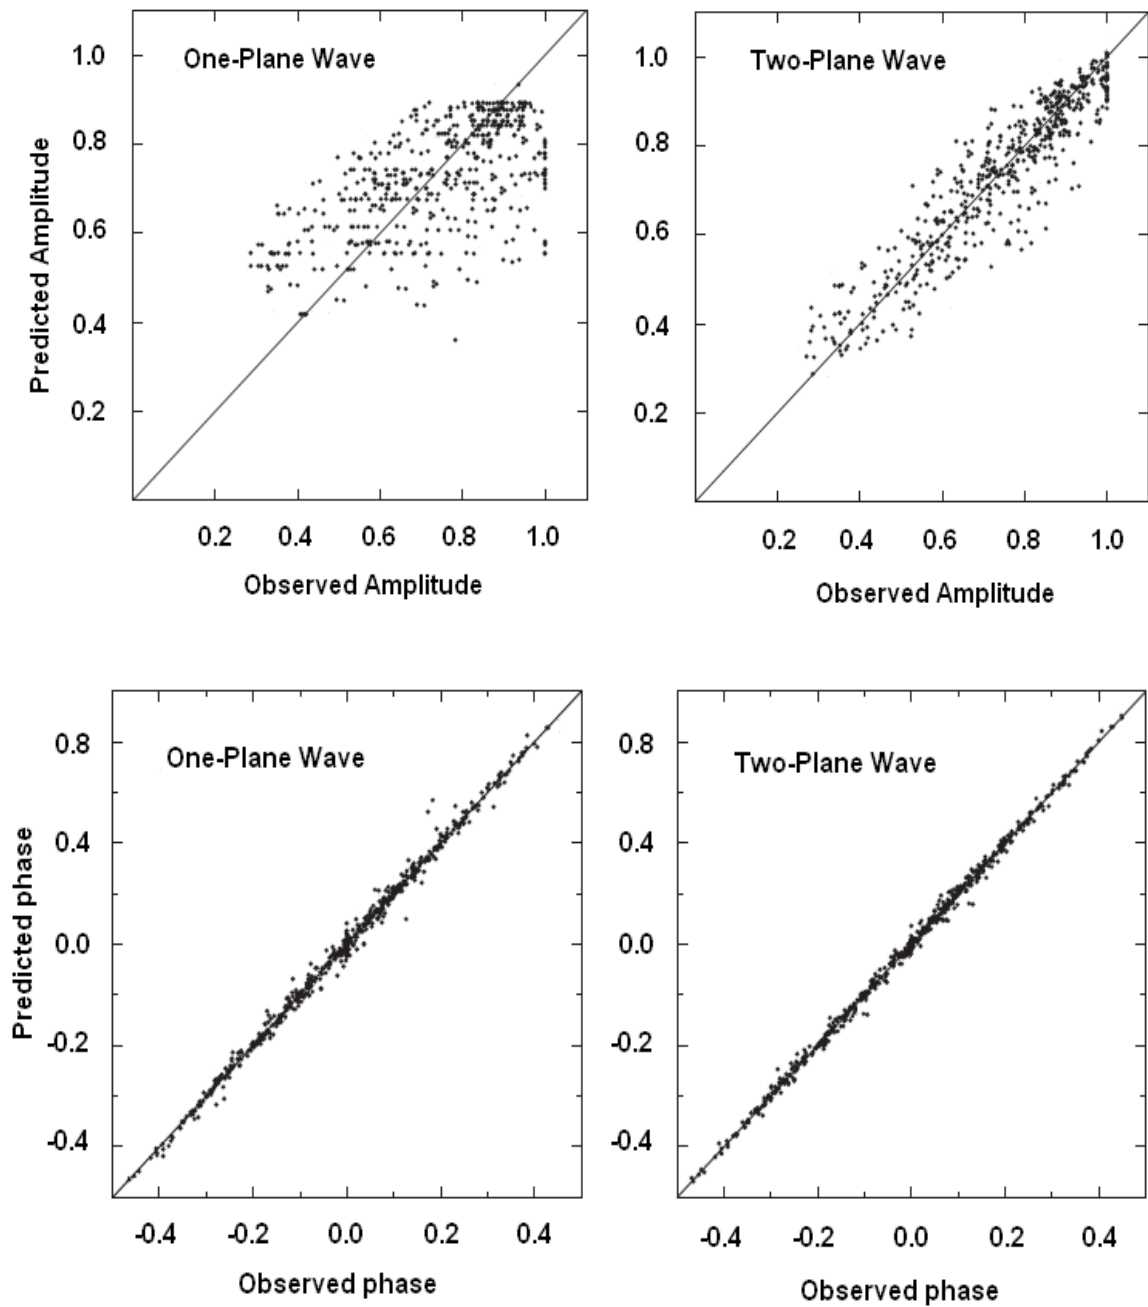 One-Plane Wave
1.0
0.8
0.6
0.4
0.2
Predicted Amplitude
0.2 0.4 0.6 0.8 1.0
Observed Amplitude
Two-Plane Wave
1.0
0.8
0.6
0.4
0.2
0.2 0.4 0.6 0.8 1.0
Observed Amplitude
One-Plane Wave
0.8
0.4
0.0
-0.2
-0.4
Predicted phase
-0.4 -0.2 0.0 0.2 0.4
Observed phase
Two-Plane Wave
0.8
0.4
0.0
-0.2
-0.4
-0.4 -0.2 0.0 0.2 0.4
Observed phase